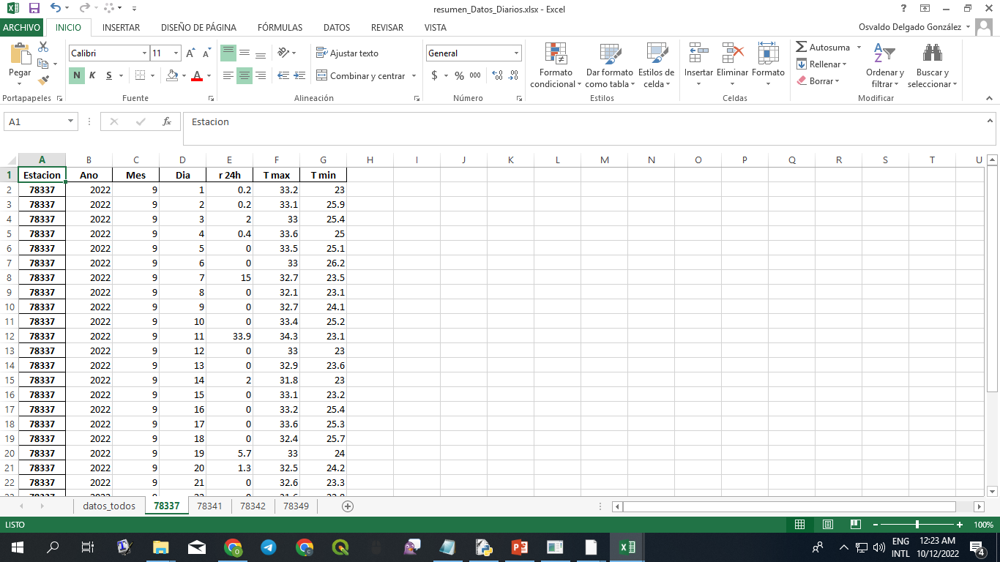 resumen_Datos_Diarios.xlsx - Excel
ARCHIVO INICIO INSERTAR DISEÑO DE PÁGINA FÓRMULAS DATOS REVISAR VISTA Osvaldo Delgado González
Pegar
Calibri 11
N K S
Ajustar texto
Combinar y centrar
General
$ % 000
Formato condicional
Dar formato como tabla
Estilos de celda
Insertar Eliminar Formato
Autosuma
Rellenar
Borrar
Ordenar y filtrar
Buscar y seleccionar
Portapapeles Fuente Alineación Número Estilos Celdas Modificar
A1 fx Estacion
A B C D E F G H I J K L M N O P Q R S T U
1 Estacion Ano Mes Dia r 24h T max T min
2 78337 2022 9 1 0.2 33.2 23
3 78337 2022 9 2 0.2 33.1 25.9
4 78337 2022 9 3 2 33 25.4
5 78337 2022 9 4 0.4 33.6 25
6 78337 2022 9 5 0 33.5 25.1
7 78337 2022 9 6 0 33 26.2
8 78337 2022 9 7 15 32.7 23.5
9 78337 2022 9 8 0 32.1 23.1
10 78337 2022 9 9 0 32.7 24.1
11 78337 2022 9 10 0 33.4 25.2
12 78337 2022 9 11 33.9 34.3 23.1
13 78337 2022 9 12 0 33 23
14 78337 2022 9 13 0 32.9 23.6
15 78337 2022 9 14 2 31.8 23
16 78337 2022 9 15 0 33.1 23.2
17 78337 2022 9 16 0 33.2 25.4
18 78337 2022 9 17 0 33.6 25.3
19 78337 2022 9 18 0 32.4 25.7
20 78337 2022 9 19 5.7 33 24
21 78337 2022 9 20 1.3 32.5 24.2
22 78337 2022 9 21 0 32.6 23.3
datos_todos 78337 78341 78342 78349
LISTO 100%
ENG 12:23 AM
INTL 10/12/2022 4